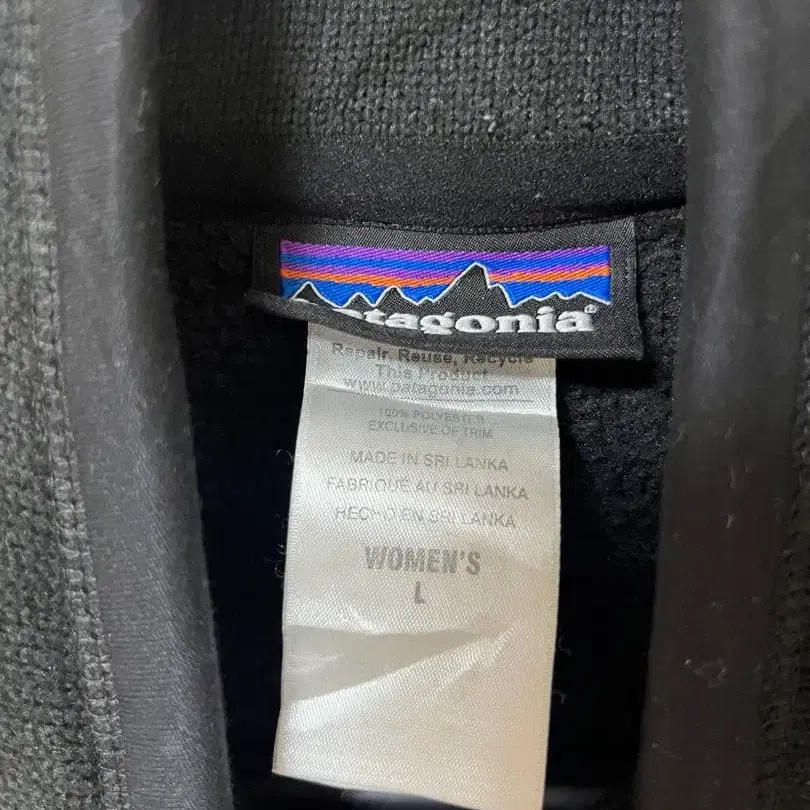 patagonia®
Repair, Reuse, Recycle
This Product
www.patagonia.com
100% POLYESTER
EXCLUSIVE OF TRIM
MADE IN SRI LANKA
FABRIQUÉ AU SRI LANKA
HECHO EN SRI LANKA
WOMEN'S
L